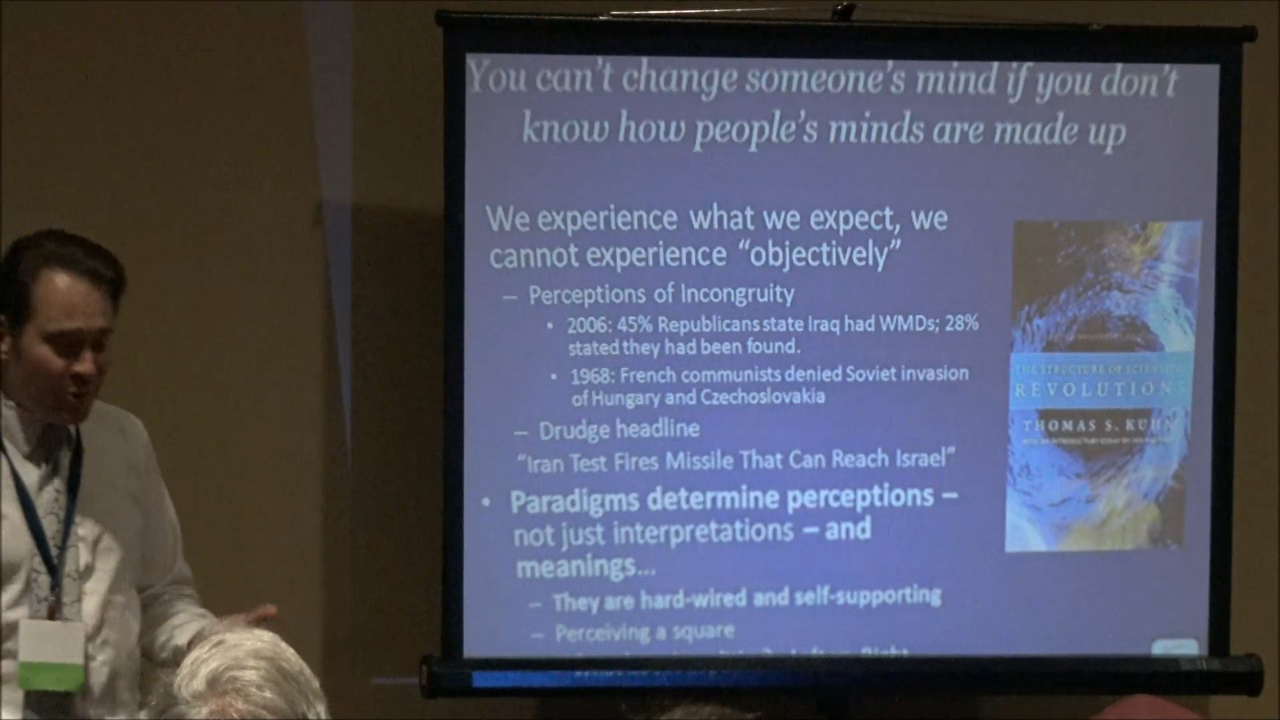 You can't change someone's mind if you don't
know how people's minds are made up
We experience what we expect, we
cannot experience “objectively”
– Perceptions of Incongruity
• 2006: 45% Republicans state Iraq had WMDs; 28%
stated they had been found.
• 1968: French communists denied Soviet invasion
of Hungary and Czechoslovakia
– Drudge headline
“Iran Test Fires Missile That Can Reach Israel”
• Paradigms determine perceptions –
not just interpretations – and
meanings...
– They are hard-wired and self-supporting
– Perceiving a square
THE STRUCTURE OF
REVOLUTIONS
THOMAS S. KUHN